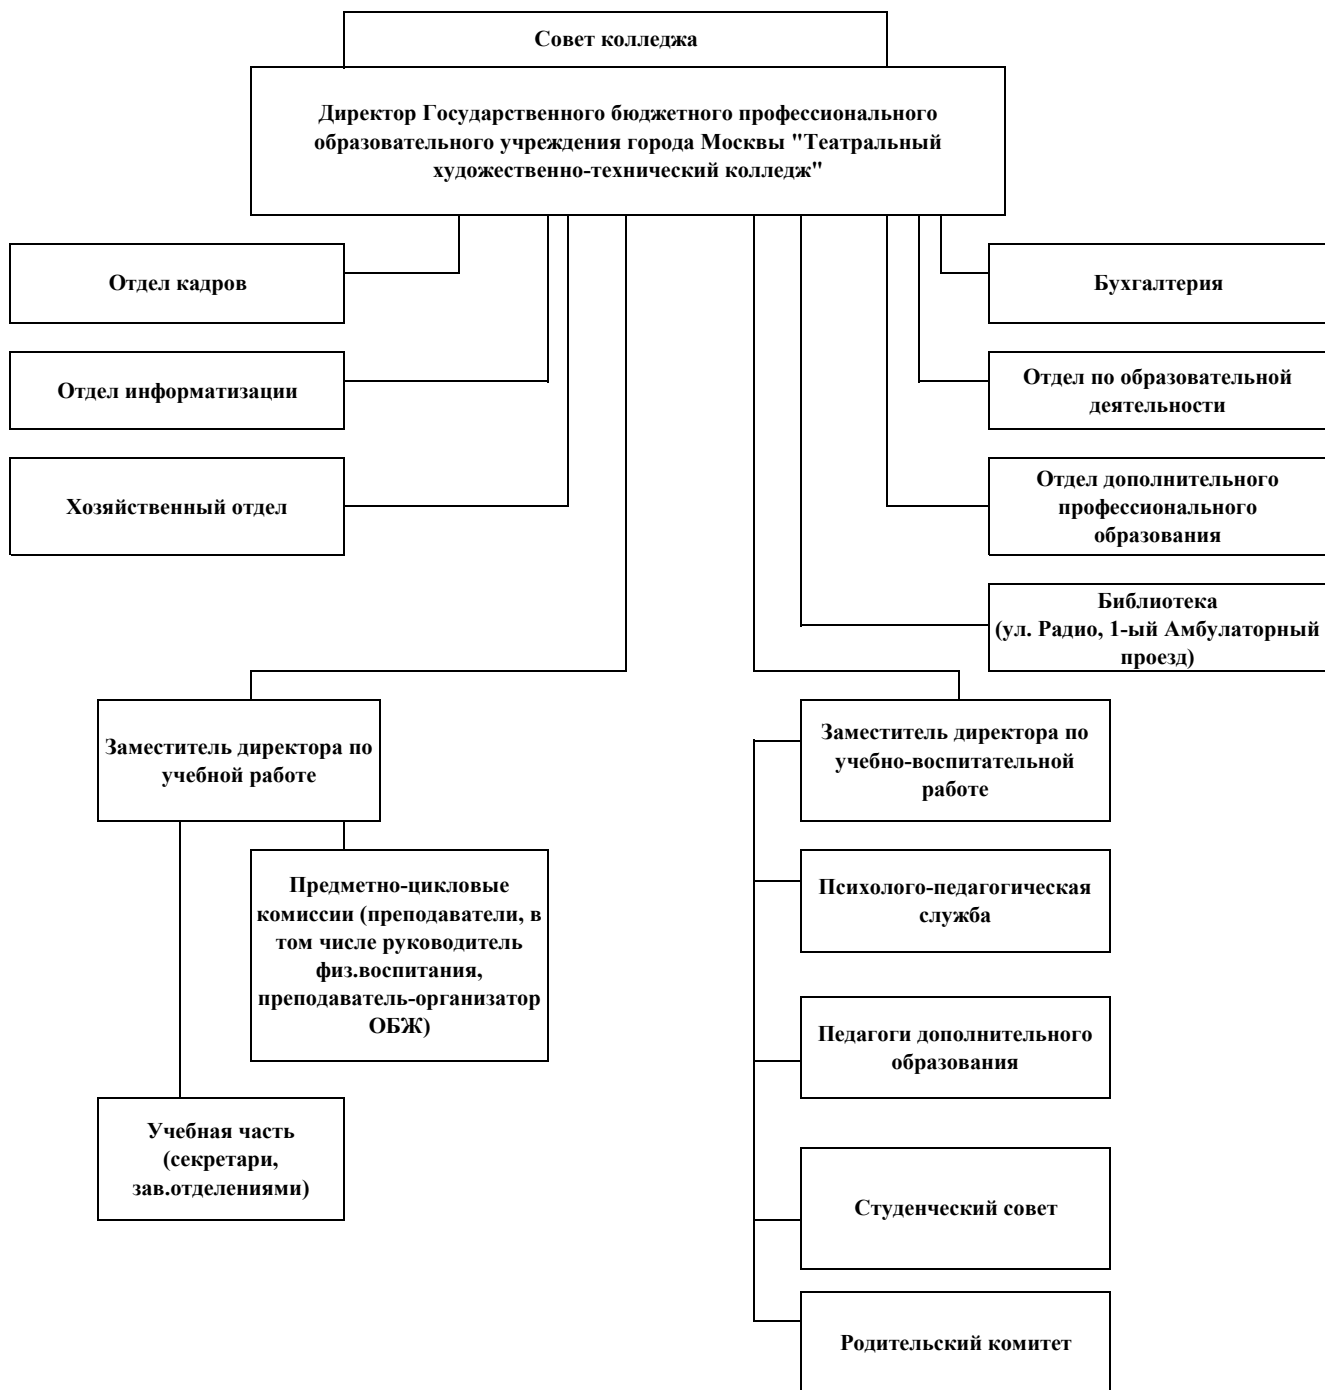 Совет колледжа
Директор Государственного бюджетного профессионального
образовательного учреждения города Москвы "Театральный
художественно-технический колледж"
Отдел кадров
Бухгалтерия
Отдел информатизации
Отдел по образовательной
деятельности
Хозяйственный отдел
Отдел дополнительного
профессионального
образования
Библиотека
(ул. Радио, 1-ый Амбулаторный
проезд)
Заместитель директора по
учебной работе
Заместитель директора по
учебно-воспитательной
работе
Предметно-цикловые
комиссии (преподаватели, в
том числе руководитель
физ.воспитания,
преподаватель-организатор
ОБЖ)
Психолого-педагогическая
служба
Педагоги дополнительного
образования
Учебная часть
(секретари,
зав.отделениями)
Студенческий совет
Родительский комитет